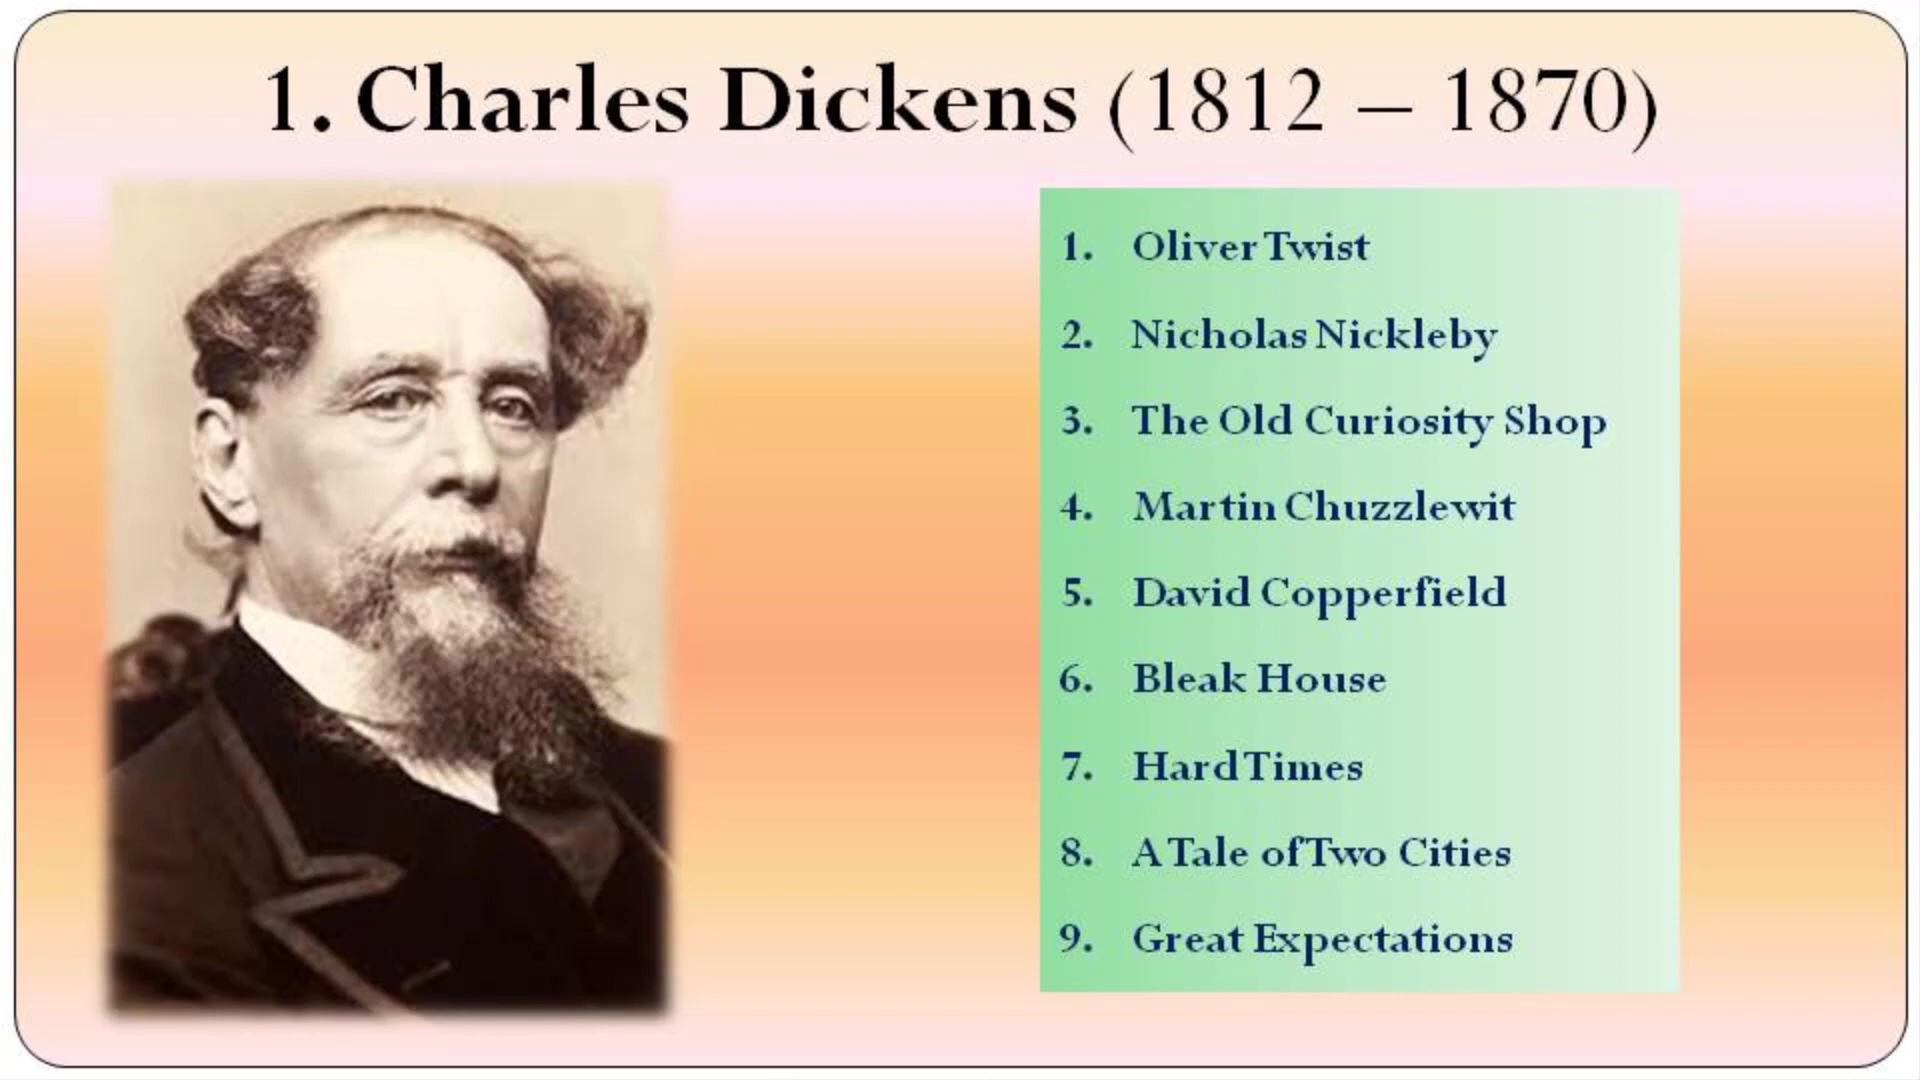 1. Charles Dickens (1812 – 1870)
1. Oliver Twist
2. Nicholas Nickleby
3. The Old Curiosity Shop
4. Martin Chuzzlewit
5. David Copperfield
6. Bleak House
7. Hard Times
8. A Tale of Two Cities
9. Great Expectations